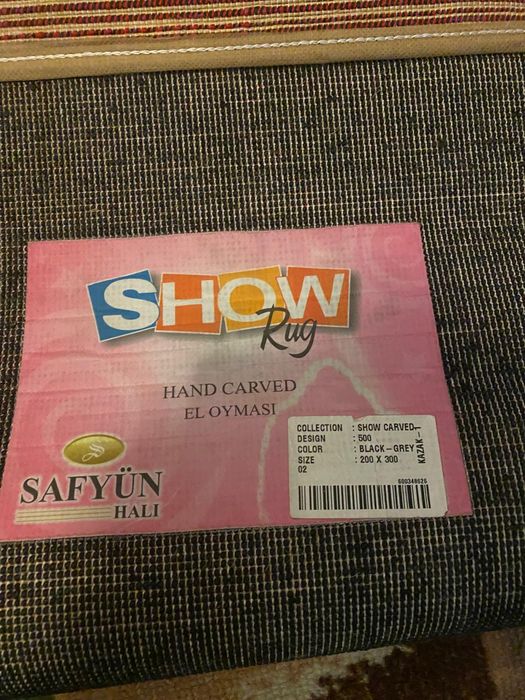 SHOW
Rug
HAND CARVED
EL OYMASI
COLLECTION : SHOW CARVED
DESIGN : 500
COLOR : BLACK-GREY
SIZE : 200 X 300
02
KAZAK-1
600348626
SAFYÜN
HALI